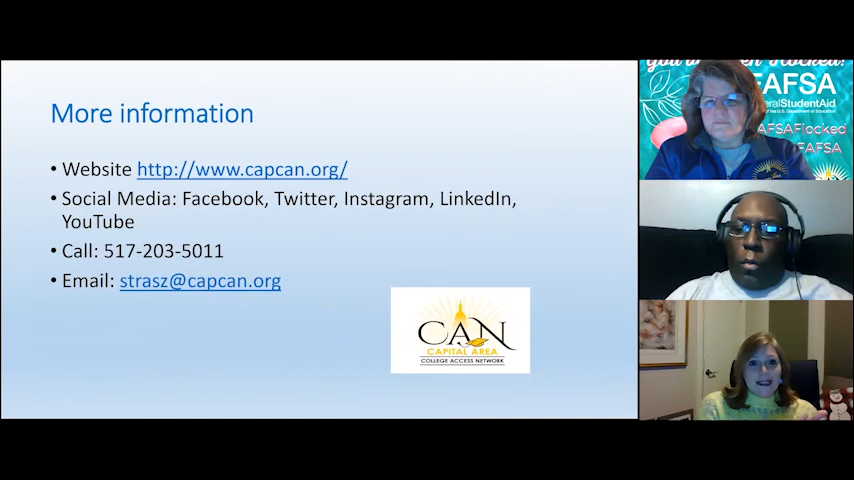 More information
• Website http://www.capcan.org/
• Social Media: Facebook, Twitter, Instagram, LinkedIn,
YouTube
• Call: 517-203-5011
• Email: strasz@capcan.org
CAN
CAPITAL AREA
COLLEGE ACCESS NETWORK
FAFSA
eralStudentAid
AFSAFlocked
FAFSA